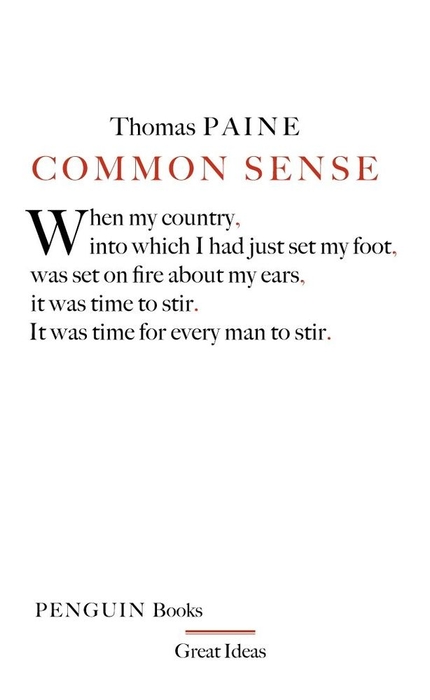 Thomas PAINE
COMMON SENSE
When my country,
into which I had just set my foot,
was set on fire about my ears,
it was time to stir.
It was time for every man to stir.
PENGUIN Books
Great Ideas